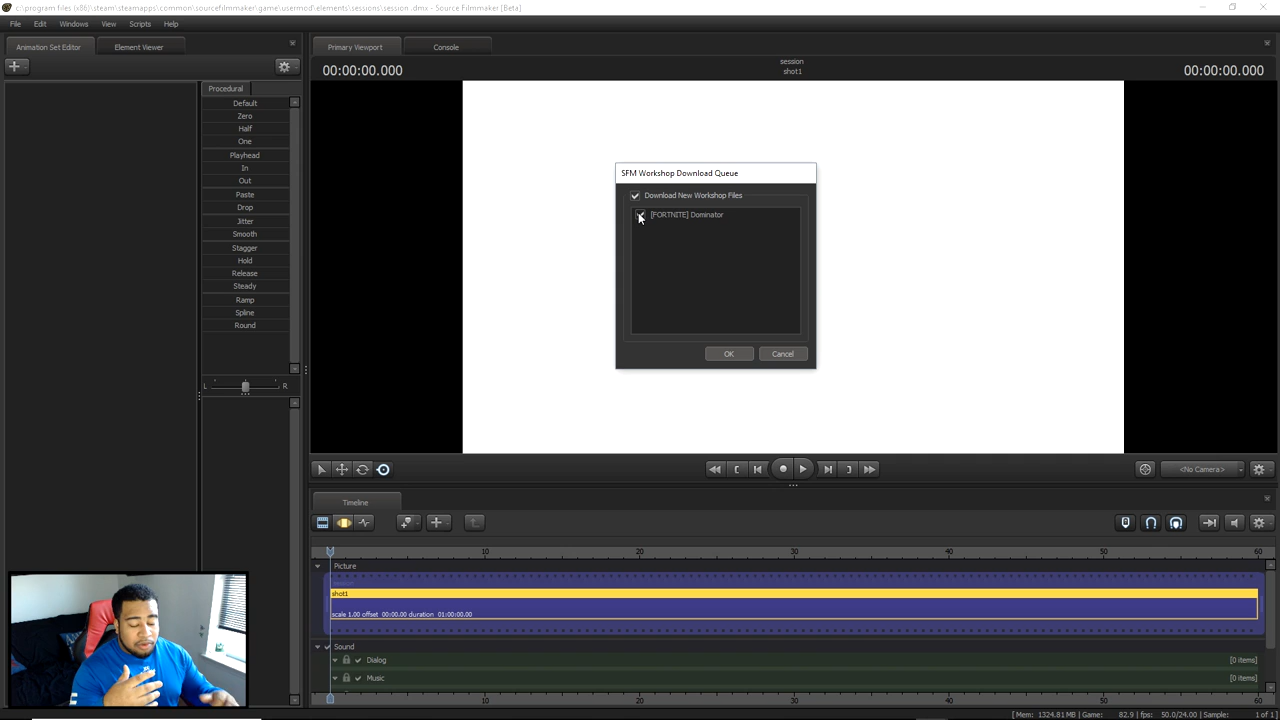 c:\program files (x86)\steam\steamapps\common\sourcefilmmaker\game\usermod\elements\sessions\session .dmx - Source Filmmaker [Beta]
File Edit Windows View Scripts Help
Animation Set Editor Element Viewer
Procedural
Default
Zero
Half
One
Playhead
In
Out
Paste
Drop
Jitter
Smooth
Stagger
Hold
Release
Steady
Ramp
Spline
Round
L R
Primary Viewport Console
00:00:00.000 session 00:00:00.000
shot1
SFM Workshop Download Queue
Download New Workshop Files
[FORTNITE] Dominator
OK Cancel
<No Camera>
Timeline
10 20 30 40 50 60
Picture
shot1
scale 1.00 offset 00:00.00 duration 01:00:00.00
Sound
Dialog [0 items]
Music [0 items]
10 20 30 40 50 60
[ Mem: 1324.81 MB | Game: 82.9 | fps: 50.0/24.00 | Sample: 1 of 1 ]